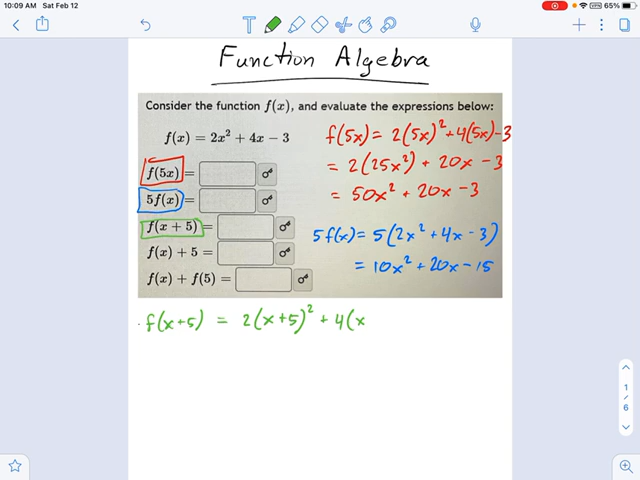 10:09 AM Sat Feb 12
65%
Function Algebra
Consider the function f(x), and evaluate the expressions below:
f(x) = 2x² + 4x − 3
f(5x) =
5f(x) =
f(x + 5) =
f(x) + 5 =
f(x) + f(5) =
f(5x) = 2(5x)² + 4(5x) - 3
= 2(25x²) + 20x - 3
= 50x² + 20x - 3
5f(x) = 5(2x² + 4x - 3)
= 10x² + 20x - 15
f(x+5) = 2(x+5)² + 4(x
1
/
6